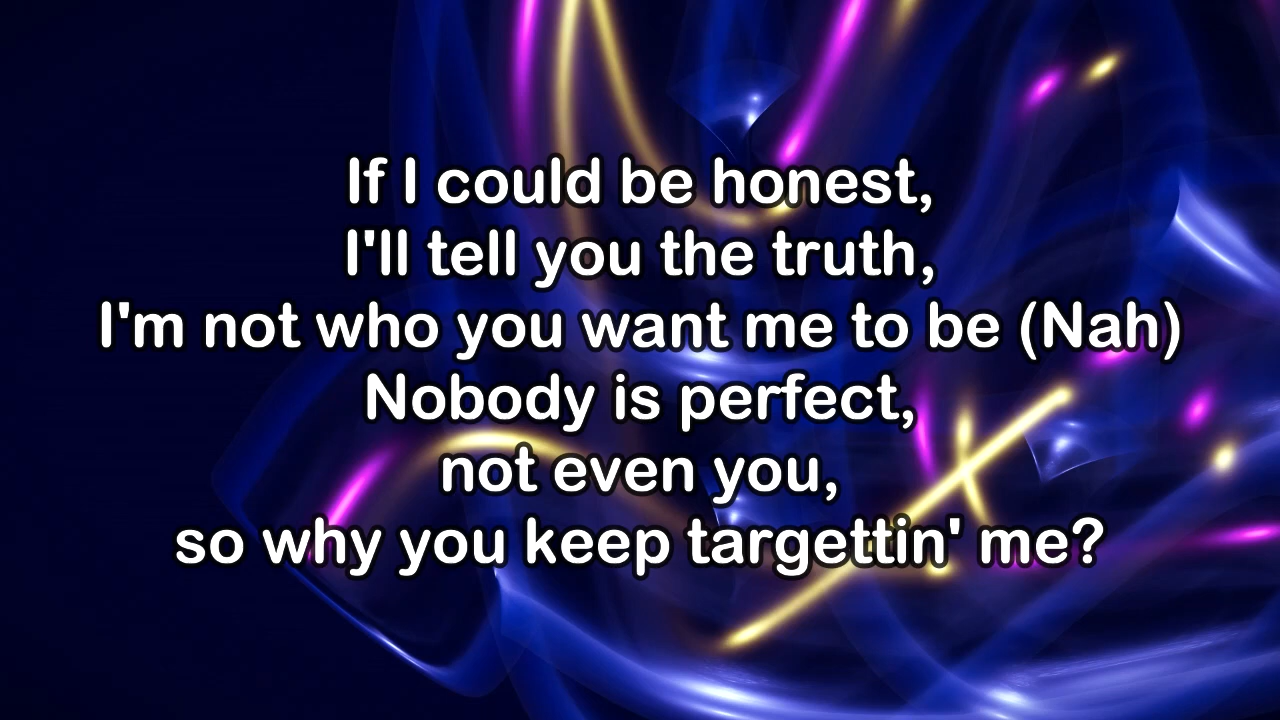 If I could be honest,
I'll tell you the truth,
I'm not who you want me to be (Nah)
Nobody is perfect,
not even you,
so why you keep targettin' me?